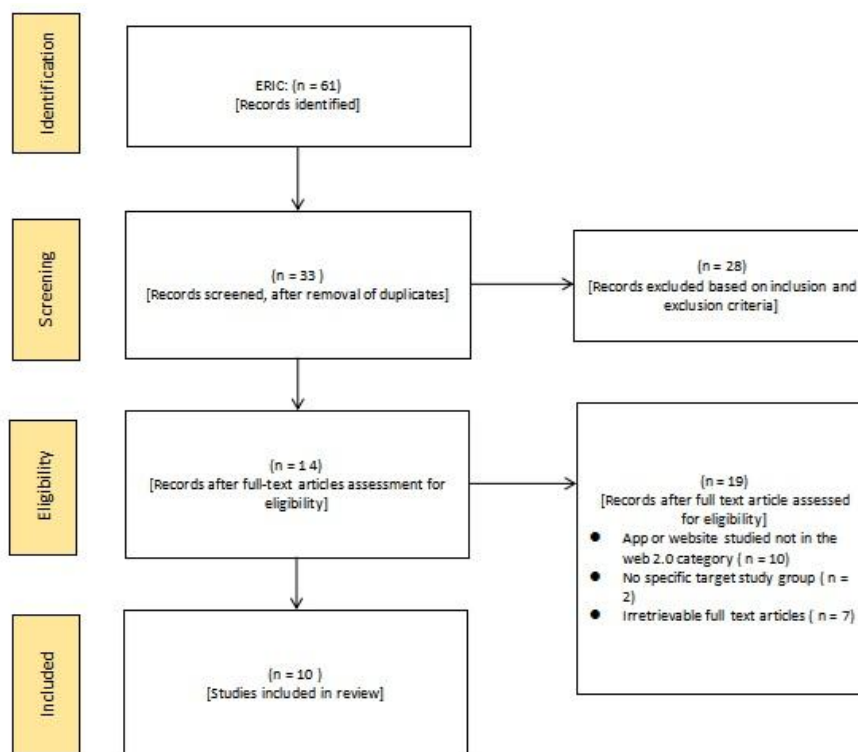 Identification
ERIC: (n = 61)
[Records identified]
Screening
(n = 33 )
[Records screened, after removal of duplicates]
(n = 28)
[Records excluded based on inclusion and
exclusion criteria]
Eligibility
(n = 1 4)
[Records after full-text articles assessment for
eligibility]
(n = 19)
[Records after full text article assessed
for eligibility]
● App or website studied not in the
web 2.0 category ( n = 10)
● No specific target study group ( n =
2)
● Irretrievable full text articles ( n = 7)
Included
(n = 10 )
[Studies included in review]